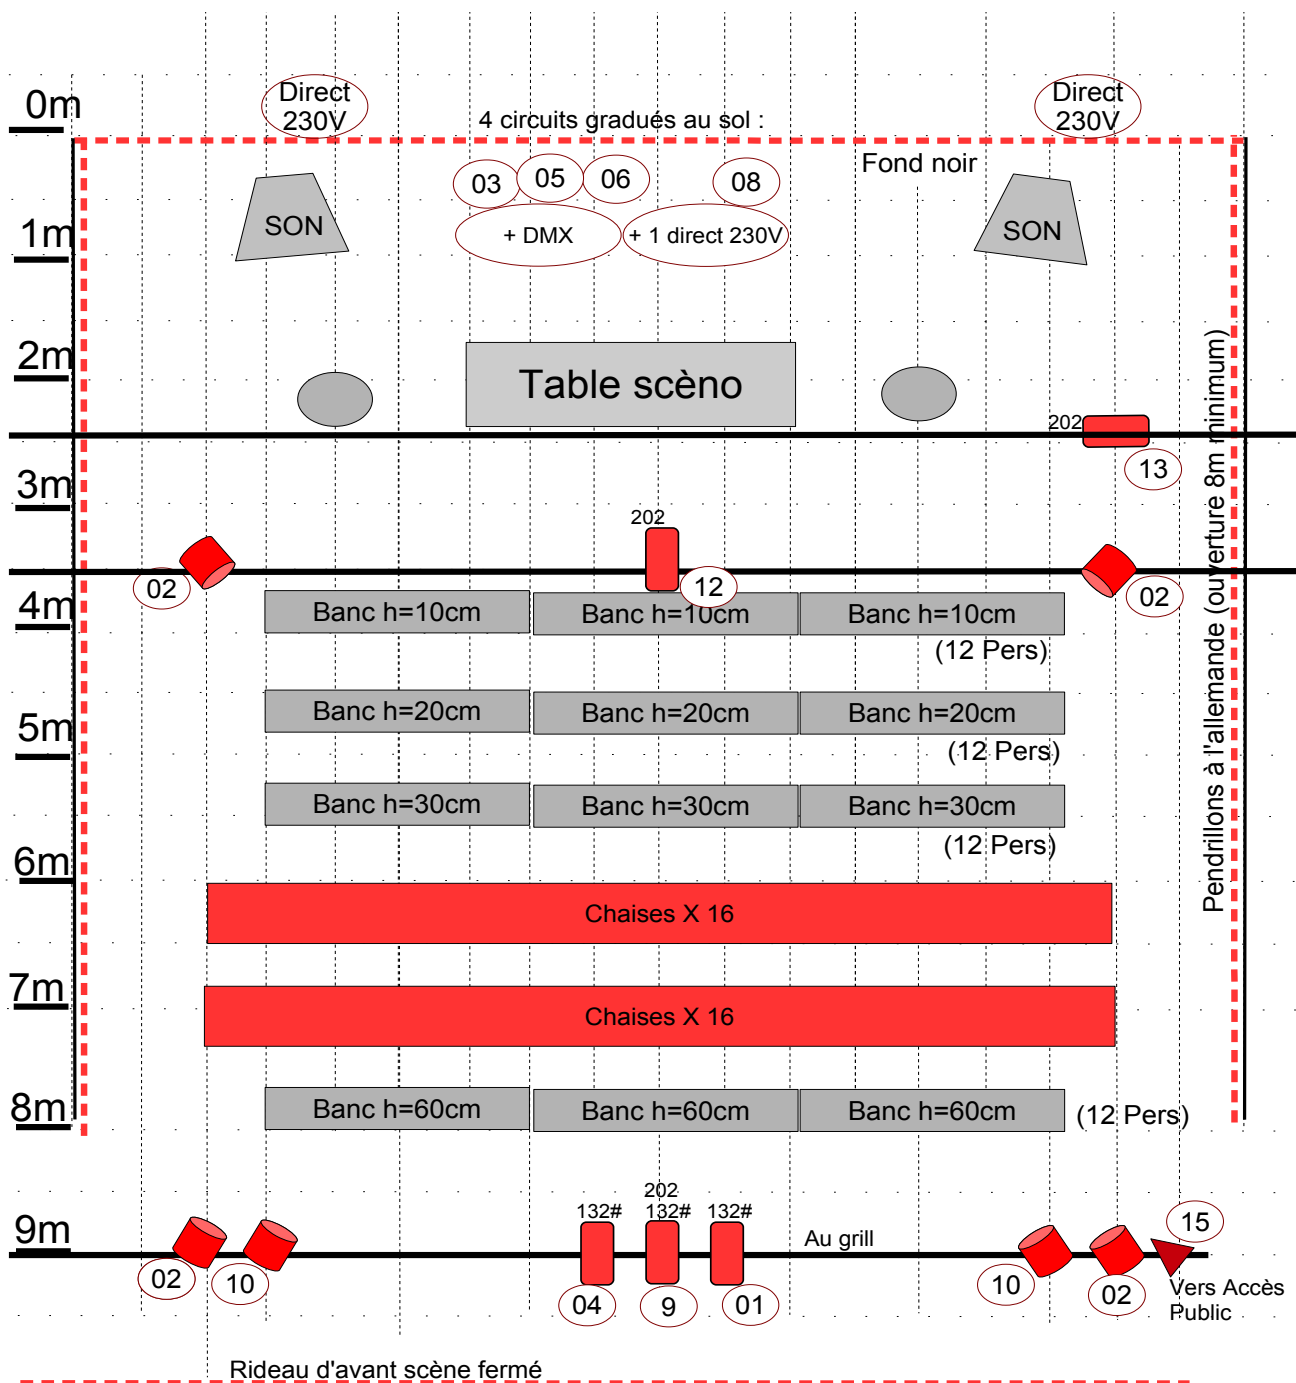 0m
Direct
230V
Direct
230V
4 circuits gradués au sol :
Fond noir
03
05
06
08
SON
SON
+ DMX
+ 1 direct 230V
1m
2m
Table scèno
202
13
3m
202
02
12
02
Pendrillons à l'allemande (ouverture 8m minimum)
4m
Banc h=10cm
Banc h=10cm
Banc h=10cm
(12 Pers)
5m
Banc h=20cm
Banc h=20cm
Banc h=20cm
(12 Pers)
Banc h=30cm
Banc h=30cm
Banc h=30cm
(12 Pers)
6m
Chaises X 16
7m
Chaises X 16
8m
Banc h=60cm
Banc h=60cm
Banc h=60cm
(12 Pers)
9m
202
132#
132#
132#
Au grill
15
02
10
04
9
01
10
02
Vers Accès
Public
Rideau d'avant scène fermé